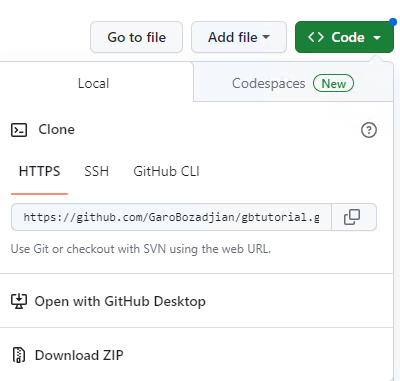 Go to file Add file Code
Local Codespaces New
Clone
HTTPS SSH GitHub CLI
https://github.com/GaroBozadjian/gbtutorial.g
Use Git or checkout with SVN using the web URL.
Open with GitHub Desktop
Download ZIP